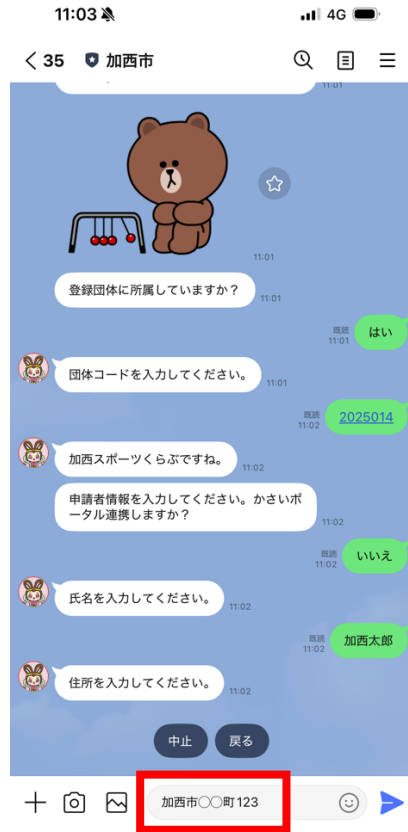 11:03
4G
35
加西市
11:01
11:01
登録団体に所属していますか？
11:01
既読
11:01
はい
団体コードを入力してください。
11:01
既読
11:02
2025014
加西スポーツくらぶですね。
11:02
申請者情報を入力してください。かさいポ
ータル連携しますか？
11:02
既読
11:02
いいえ
氏名を入力してください。
11:02
既読
11:02
加西太郎
住所を入力してください。
11:02
中止
戻る
加西市○○町123